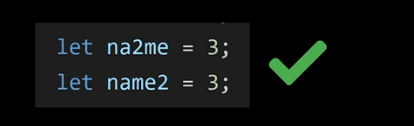 let na2me = 3;
let name2 = 3;